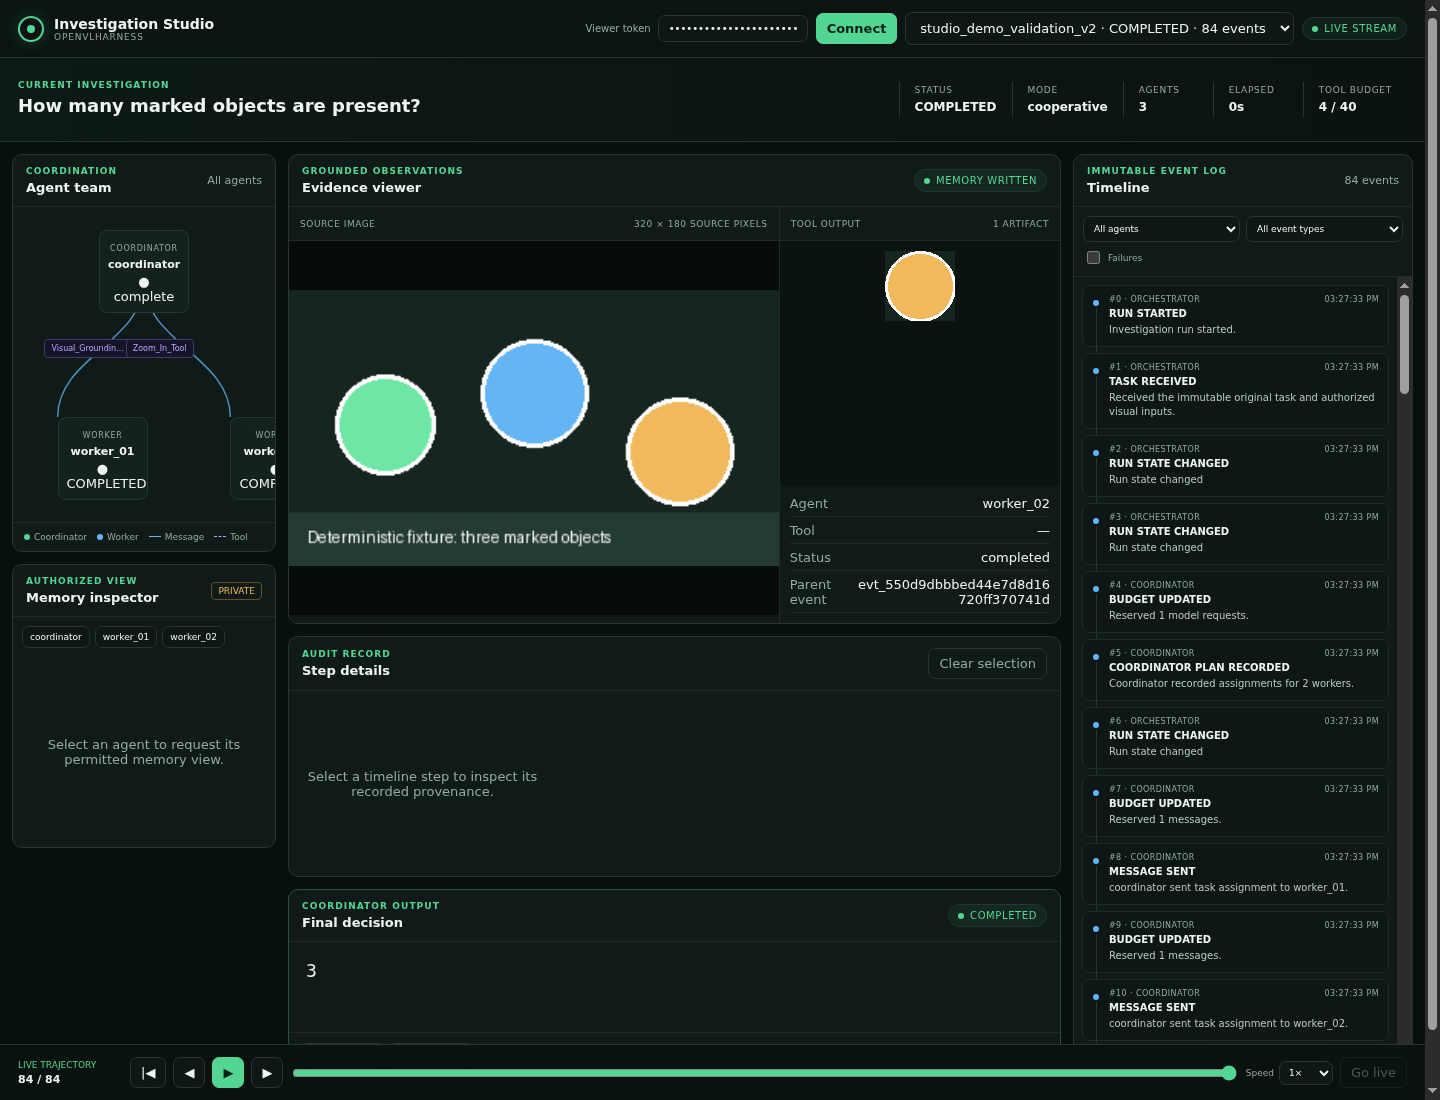 Investigation Studio
OPENVLHARNESS
Viewer token
Connect
studio_demo_validation_v2 · COMPLETED · 84 events
LIVE STREAM
CURRENT INVESTIGATION
How many marked objects are present?
STATUS
COMPLETED
MODE
cooperative
AGENTS
3
ELAPSED
0s
TOOL BUDGET
4 / 40
COORDINATION
Agent team
All agents
COORDINATOR
coordinator
complete
Visual_Groundin...
Zoom_In_Tool
WORKER
worker_01
COMPLETED
WOR
work
COMP
Coordinator
Worker
Message
Tool
AUTHORIZED VIEW
Memory inspector
PRIVATE
coordinator
worker_01
worker_02
Select an agent to request its
permitted memory view.
GROUNDED OBSERVATIONS
Evidence viewer
MEMORY WRITTEN
SOURCE IMAGE
320 × 180 SOURCE PIXELS
Deterministic fixture: three marked objects
TOOL OUTPUT
1 ARTIFACT
Agent
worker_02
Tool
—
Status
completed
Parent event
evt_550d9dbbbed44e7d8d16
720ff370741d
AUDIT RECORD
Step details
Clear selection
Select a timeline step to inspect its
recorded provenance.
COORDINATOR OUTPUT
Final decision
COMPLETED
3
IMMUTABLE EVENT LOG
Timeline
84 events
All agents
All event types
Failures
#0 · ORCHESTRATOR
03:27:33 PM
RUN STARTED
Investigation run started.
#1 · ORCHESTRATOR
03:27:33 PM
TASK RECEIVED
Received the immutable original task and authorized
visual inputs.
#2 · ORCHESTRATOR
03:27:33 PM
RUN STATE CHANGED
Run state changed
#3 · ORCHESTRATOR
03:27:33 PM
RUN STATE CHANGED
Run state changed
#4 · COORDINATOR
03:27:33 PM
BUDGET UPDATED
Reserved 1 model requests.
#5 · COORDINATOR
03:27:33 PM
COORDINATOR PLAN RECORDED
Coordinator recorded assignments for 2 workers.
#6 · ORCHESTRATOR
03:27:33 PM
RUN STATE CHANGED
Run state changed
#7 · COORDINATOR
03:27:33 PM
BUDGET UPDATED
Reserved 1 messages.
#8 · COORDINATOR
03:27:33 PM
MESSAGE SENT
coordinator sent task assignment to worker_01.
#9 · COORDINATOR
03:27:33 PM
BUDGET UPDATED
Reserved 1 messages.
#10 · COORDINATOR
03:27:33 PM
MESSAGE SENT
coordinator sent task assignment to worker_02.
LIVE TRAJECTORY
84 / 84
Speed
1×
Go live